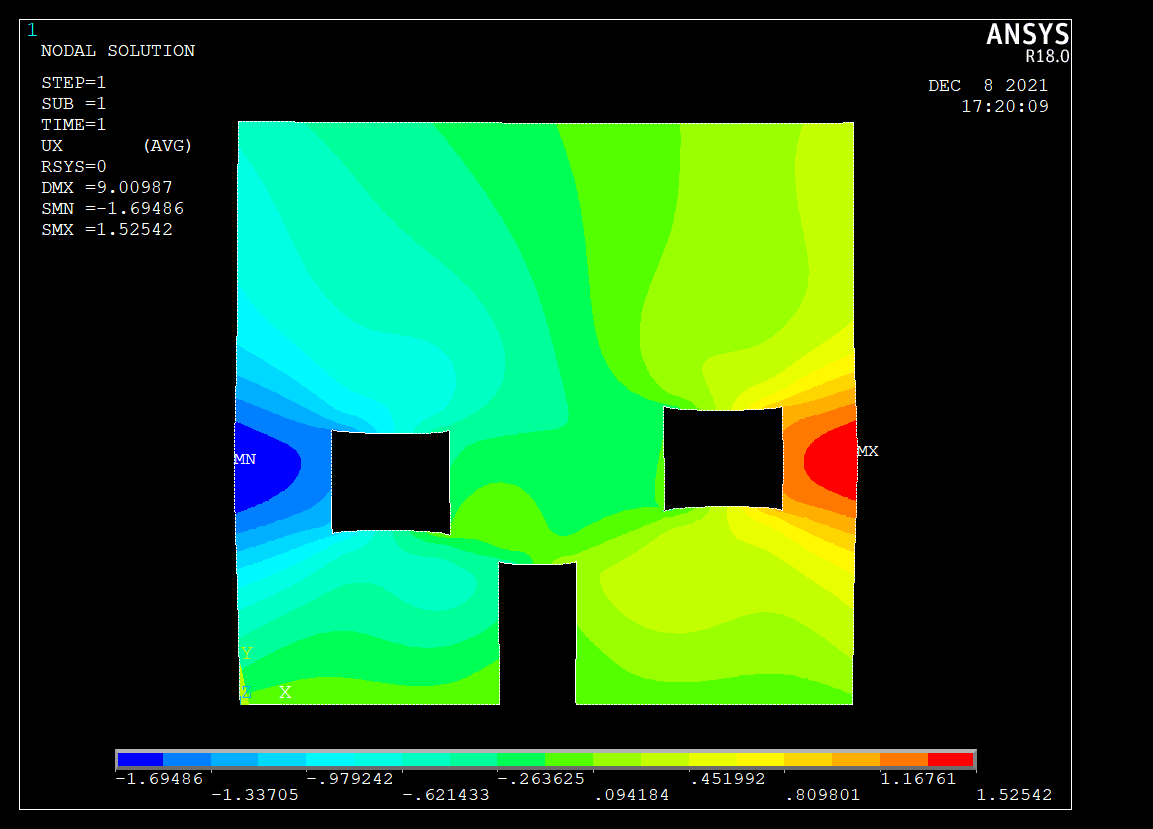 1
ANSYS
R18.0
NODAL SOLUTION
STEP=1
SUB =1
TIME=1
UX (AVG)
RSYS=0
DMX =9.00987
SMN =-1.69486
SMX =1.52542
DEC 8 2021
17:20:09
MN
MX
Y
Z X
-1.69486 -.979242 -.263625 .451992 1.16761
-1.33705 -.621433 .094184 .809801 1.52542